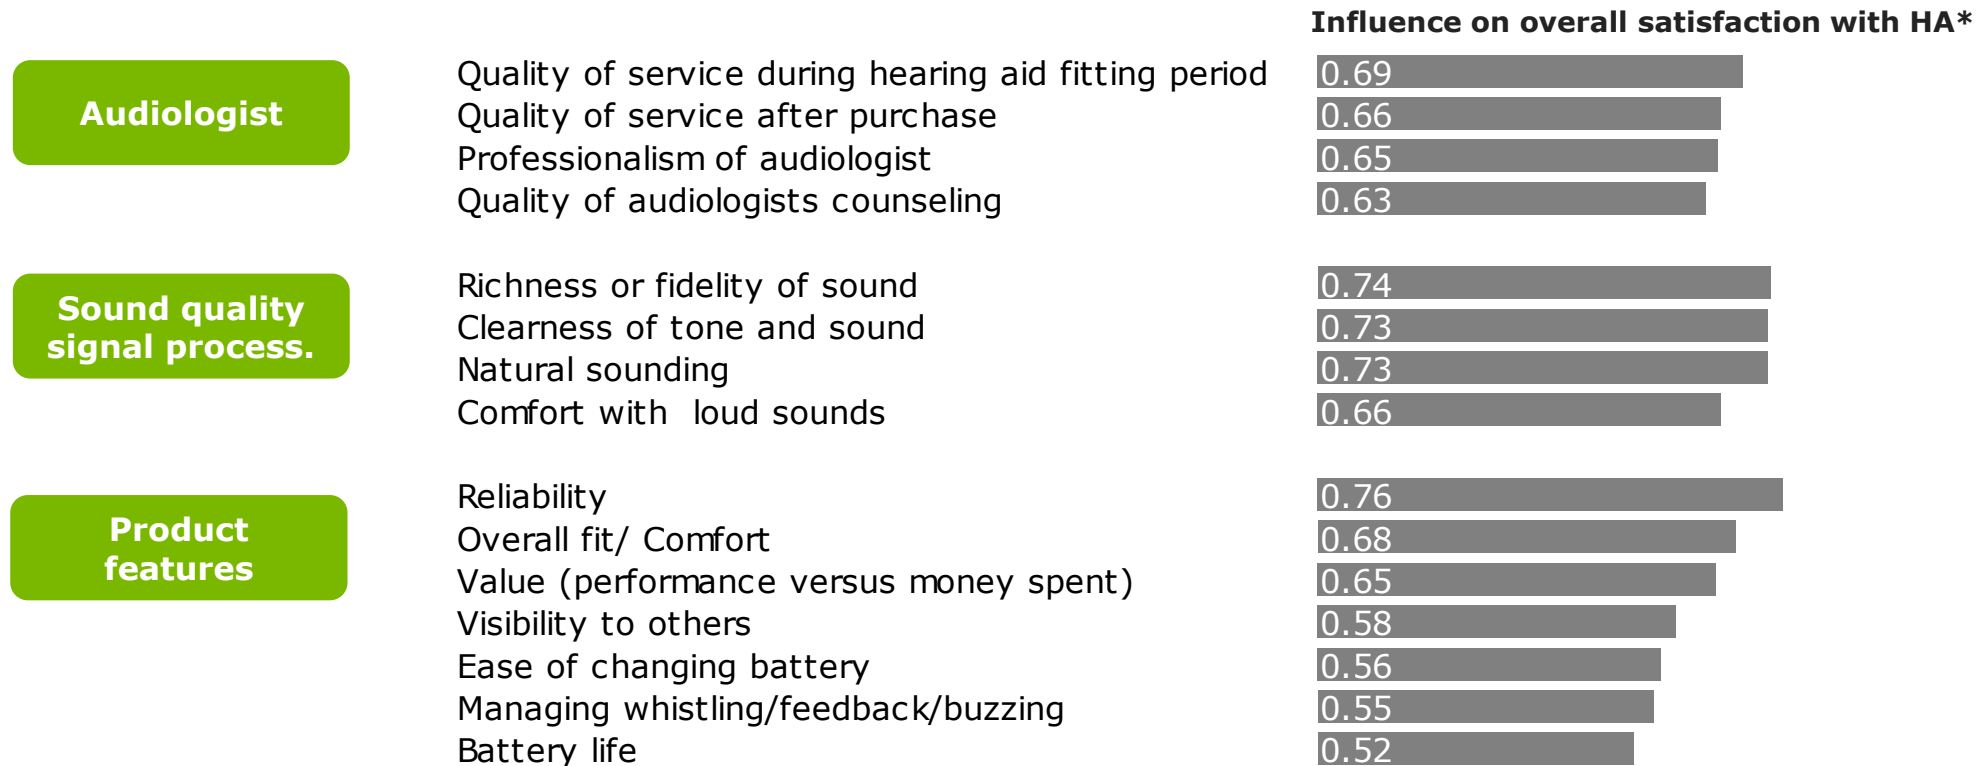 Influence on overall satisfaction with HA*
Audiologist
Quality of service during hearing aid fitting period 0.69
Quality of service after purchase 0.66
Professionalism of audiologist 0.65
Quality of audiologists counseling 0.63
Sound quality
signal process.
Richness or fidelity of sound 0.74
Clearness of tone and sound 0.73
Natural sounding 0.73
Comfort with loud sounds 0.66
Product
features
Reliability 0.76
Overall fit/ Comfort 0.68
Value (performance versus money spent) 0.65
Visibility to others 0.58
Ease of changing battery 0.56
Managing whistling/feedback/buzzing 0.55
Battery life 0.52